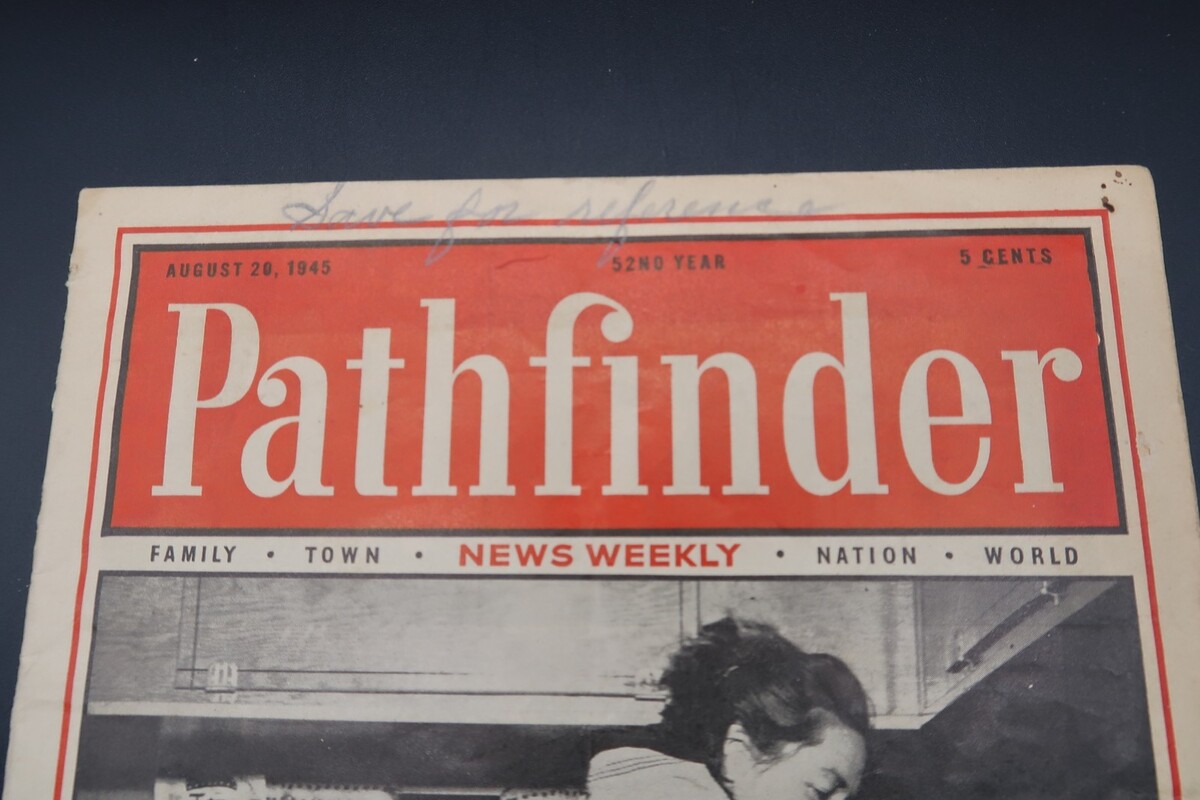 Save for reference
AUGUST 20, 1945 52ND YEAR 5 CENTS
Pathfinder
FAMILY • TOWN • NEWS WEEKLY • NATION • WORLD